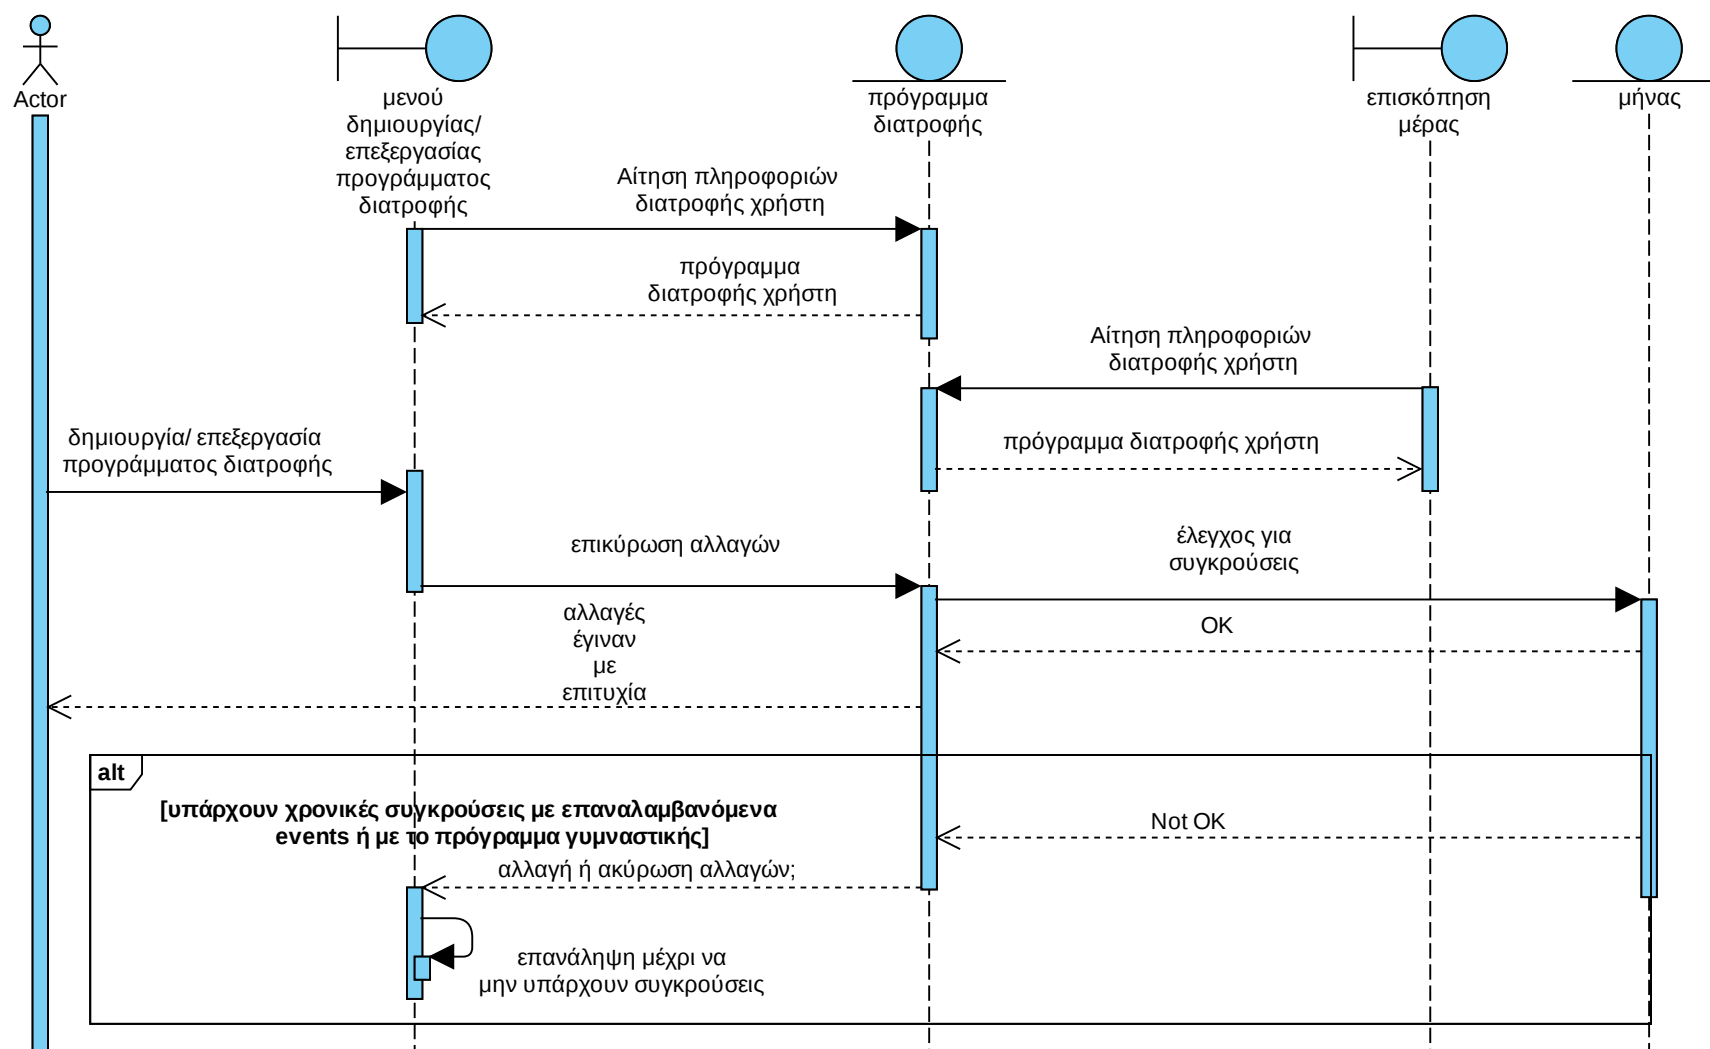 Actor
μενού
δημιουργίας/
επεξεργασίας
προγράμματος
διατροφής
πρόγραμμα
διατροφής
επισκόπηση
μέρας
μήνας
Αίτηση πληροφοριών
διατροφής χρήστη
πρόγραμμα
διατροφής χρήστη
Αίτηση πληροφοριών
διατροφής χρήστη
πρόγραμμα διατροφής χρήστη
δημιουργία/ επεξεργασία
προγράμματος διατροφής
επικύρωση αλλαγών
έλεγχος για
συγκρούσεις
OK
αλλαγές
έγιναν
με
επιτυχία
alt
[υπάρχουν χρονικές συγκρούσεις με επαναλαμβανόμενα
events ή με το πρόγραμμα γυμναστικής]
Not OK
αλλαγή ή ακύρωση αλλαγών;
επανάληψη μέχρι να
μην υπάρχουν συγκρούσεις